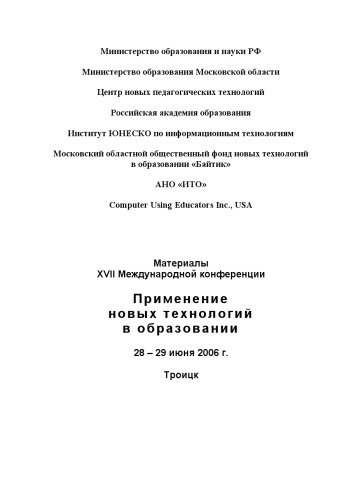 Министерство образования и науки РФ
Министерство образования Московской области
Центр новых педагогических технологий
Российская академия образования
Институт ЮНЕСКО по информационным технологиям
Московский областной общественный фонд новых технологий
в образовании «Байтик»
АНО «ИТО»
Computer Using Educators Inc., USA
Материалы
XVII Международной конференции
Применение
новых технологий
в образовании
28 – 29 июня 2006 г.
Троицк